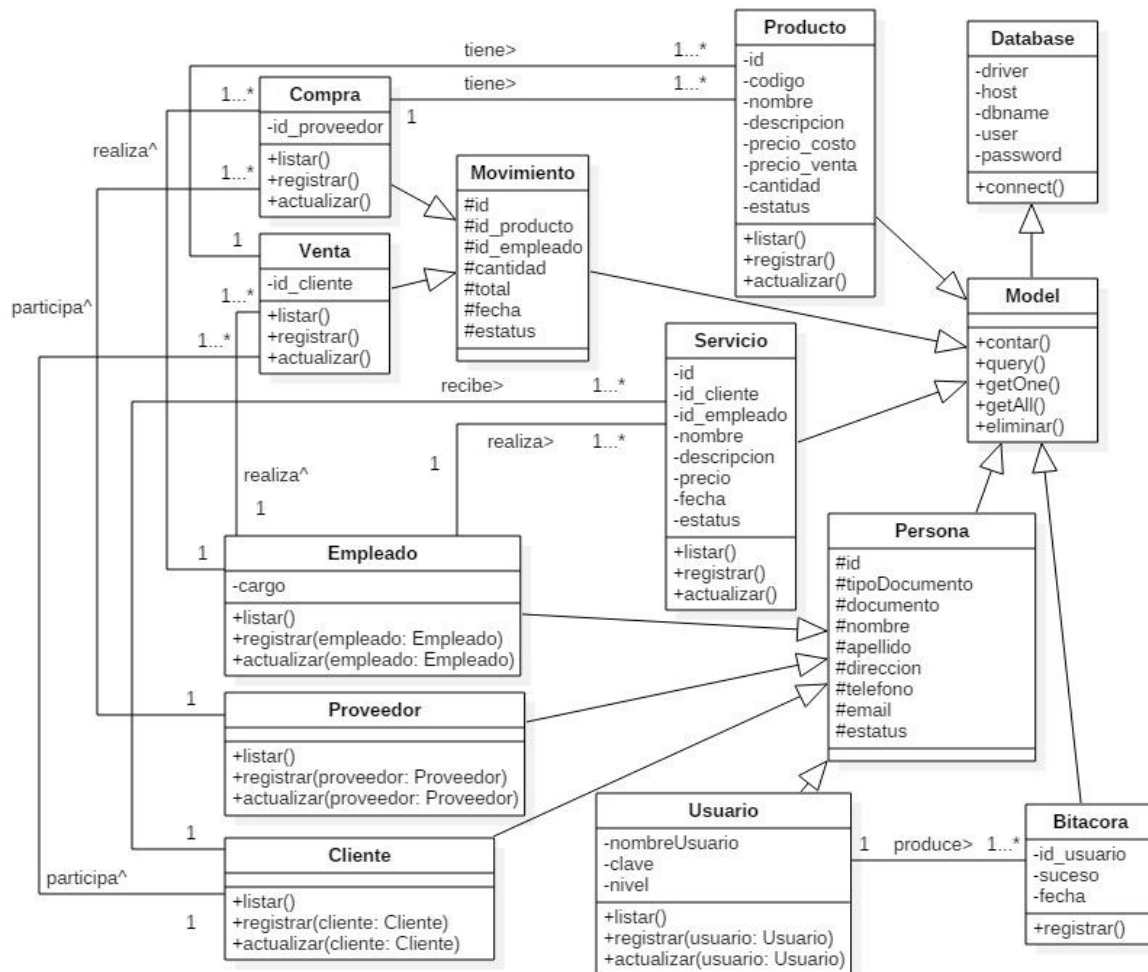 Producto
-id
-codigo
-nombre
-descripcion
-precio_costo
-precio_venta
-cantidad
-estatus
+listar()
+registrar()
+actualizar()
Database
-driver
-host
-dbname
-user
-password
+connect()
tiene>
1...*
tiene>
1...*
1...*
Compra
-id_proveedor
+listar()
+registrar()
+actualizar()
1
realiza^
1...*
Movimiento
#id
#id_producto
#id_empleado
#cantidad
#total
#fecha
#estatus
1
Venta
-id_cliente
+listar()
+registrar()
+actualizar()
participa^
1...*
1...*
Model
+contar()
+query()
+getOne()
+getAll()
+eliminar()
Servicio
-id
-id_cliente
-id_empleado
-nombre
-descripcion
-precio
-fecha
-estatus
+listar()
+registrar()
+actualizar()
recibe>
1...*
realiza>
1...*
1
realiza^
1
1
Empleado
-cargo
+listar()
+registrar(empleado: Empleado)
+actualizar(empleado: Empleado)
Persona
#id
#tipoDocumento
#documento
#nombre
#apellido
#direccion
#telefono
#email
#estatus
1
Proveedor
+listar()
+registrar(proveedor: Proveedor)
+actualizar(proveedor: Proveedor)
1
Cliente
+listar()
+registrar(cliente: Cliente)
+actualizar(cliente: Cliente)
participa^
1
Usuario
-nombreUsuario
-clave
-nivel
+listar()
+registrar(usuario: Usuario)
+actualizar(usuario: Usuario)
1
produce>
1...*
Bitacora
-id_usuario
-suceso
-fecha
+registrar()